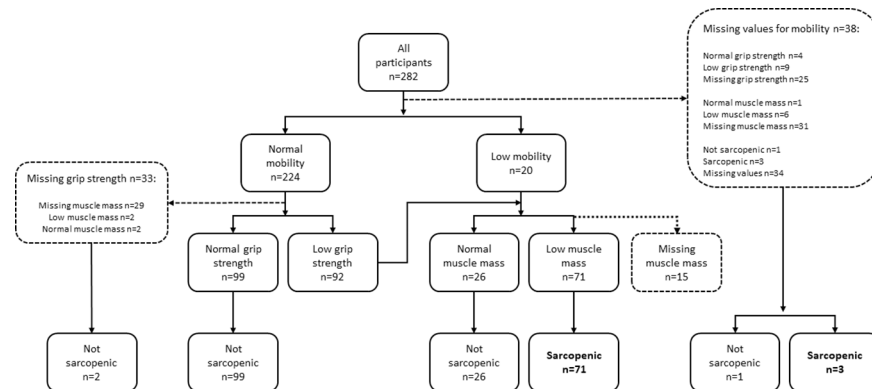 All
participants
n=282
Missing values for mobility n=38:
Normal grip strength n=4
Low grip strength n=9
Missing grip strength n=25
Normal muscle mass n=1
Low muscle mass n=6
Missing muscle mass n=31
Not sarcopenic n=1
Sarcopenic n=3
Missing values n=34
Normal
mobility
n=224
Low mobility
n=20
Missing grip strength n=33:
Missing muscle mass n=29
Low muscle mass n=2
Normal muscle mass n=2
Normal grip
strength
n=99
Low grip
strength
n=92
Normal
muscle mass
n=26
Low muscle
mass
n=71
Missing
muscle mass
n=15
Not
sarcopenic
n=2
Not
sarcopenic
n=99
Not
sarcopenic
n=26
Sarcopenic
n=71
Not
sarcopenic
n=1
Sarcopenic
n=3